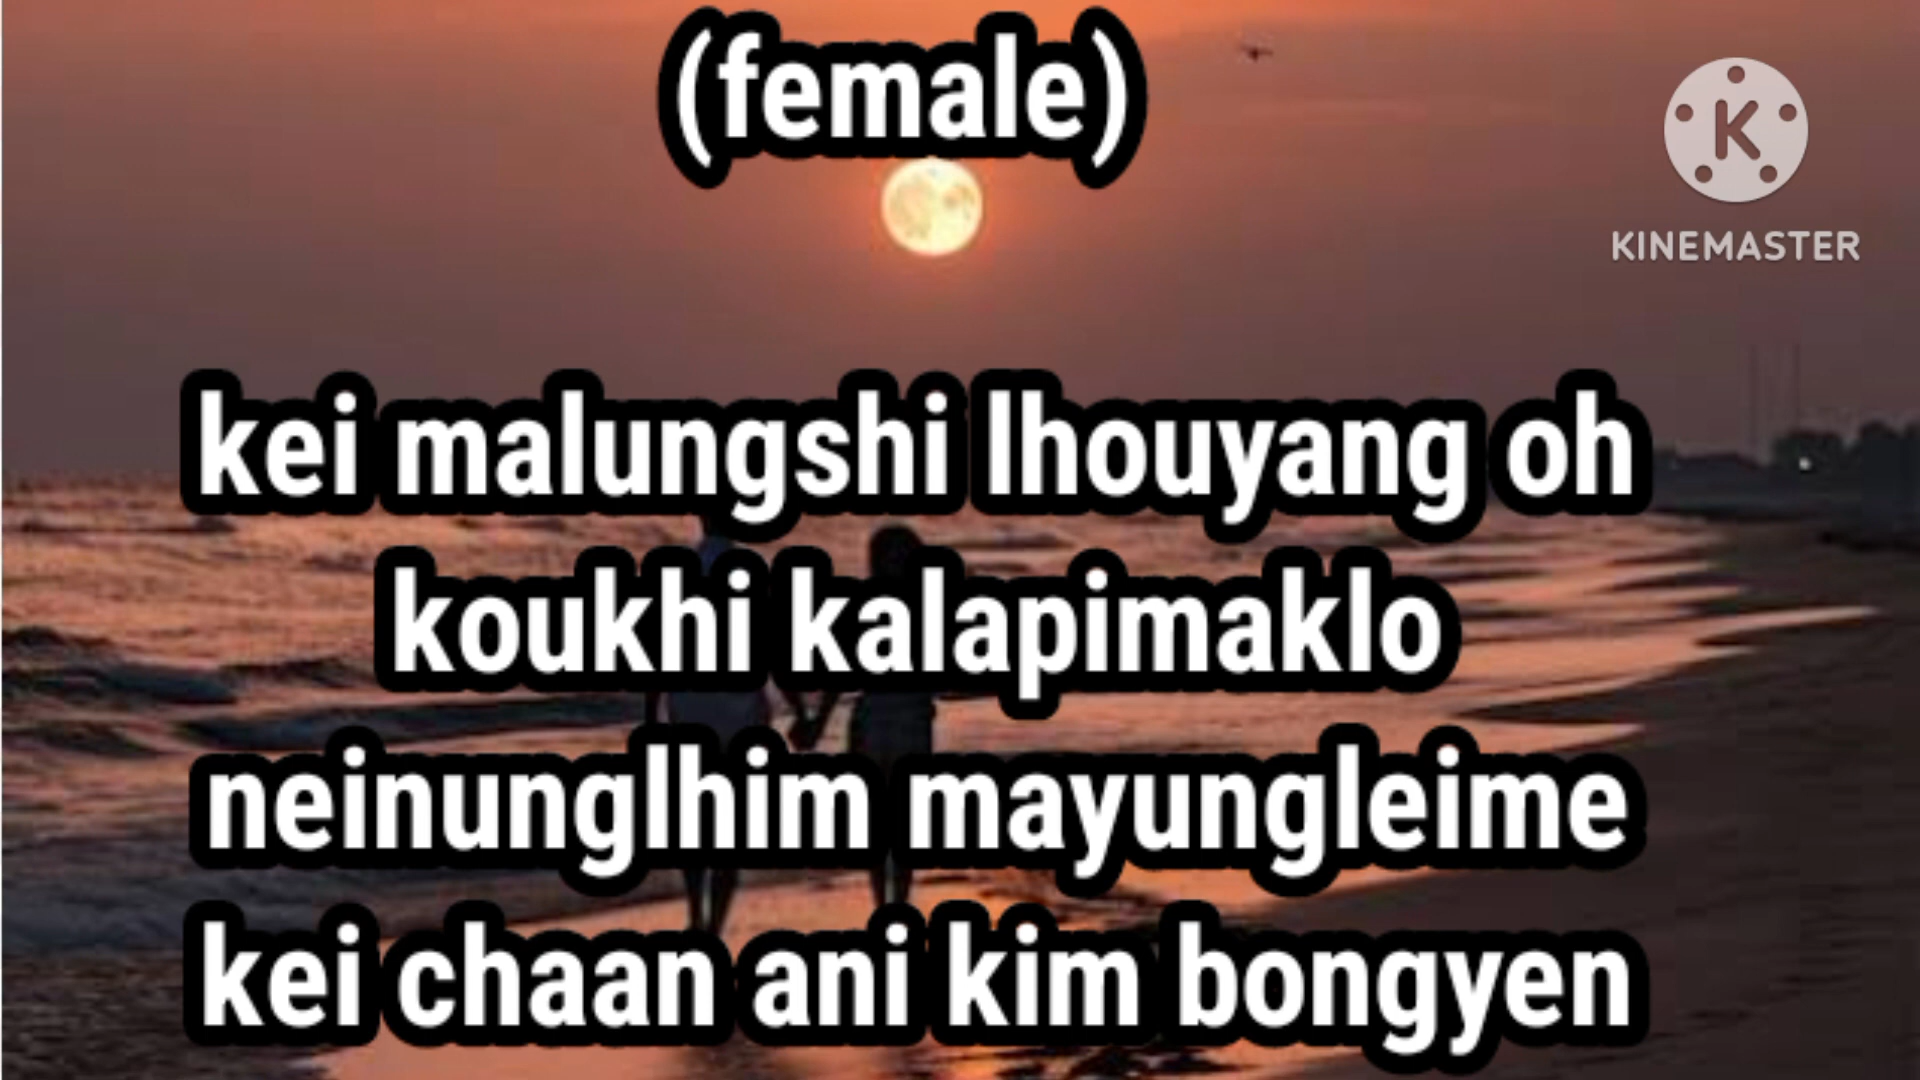 (female)
K
KINEMASTER
kei malungshi lhouyang oh
koukhi kalapimaklo
neinunglhim mayungleime
kei chaan ani kim bongyen